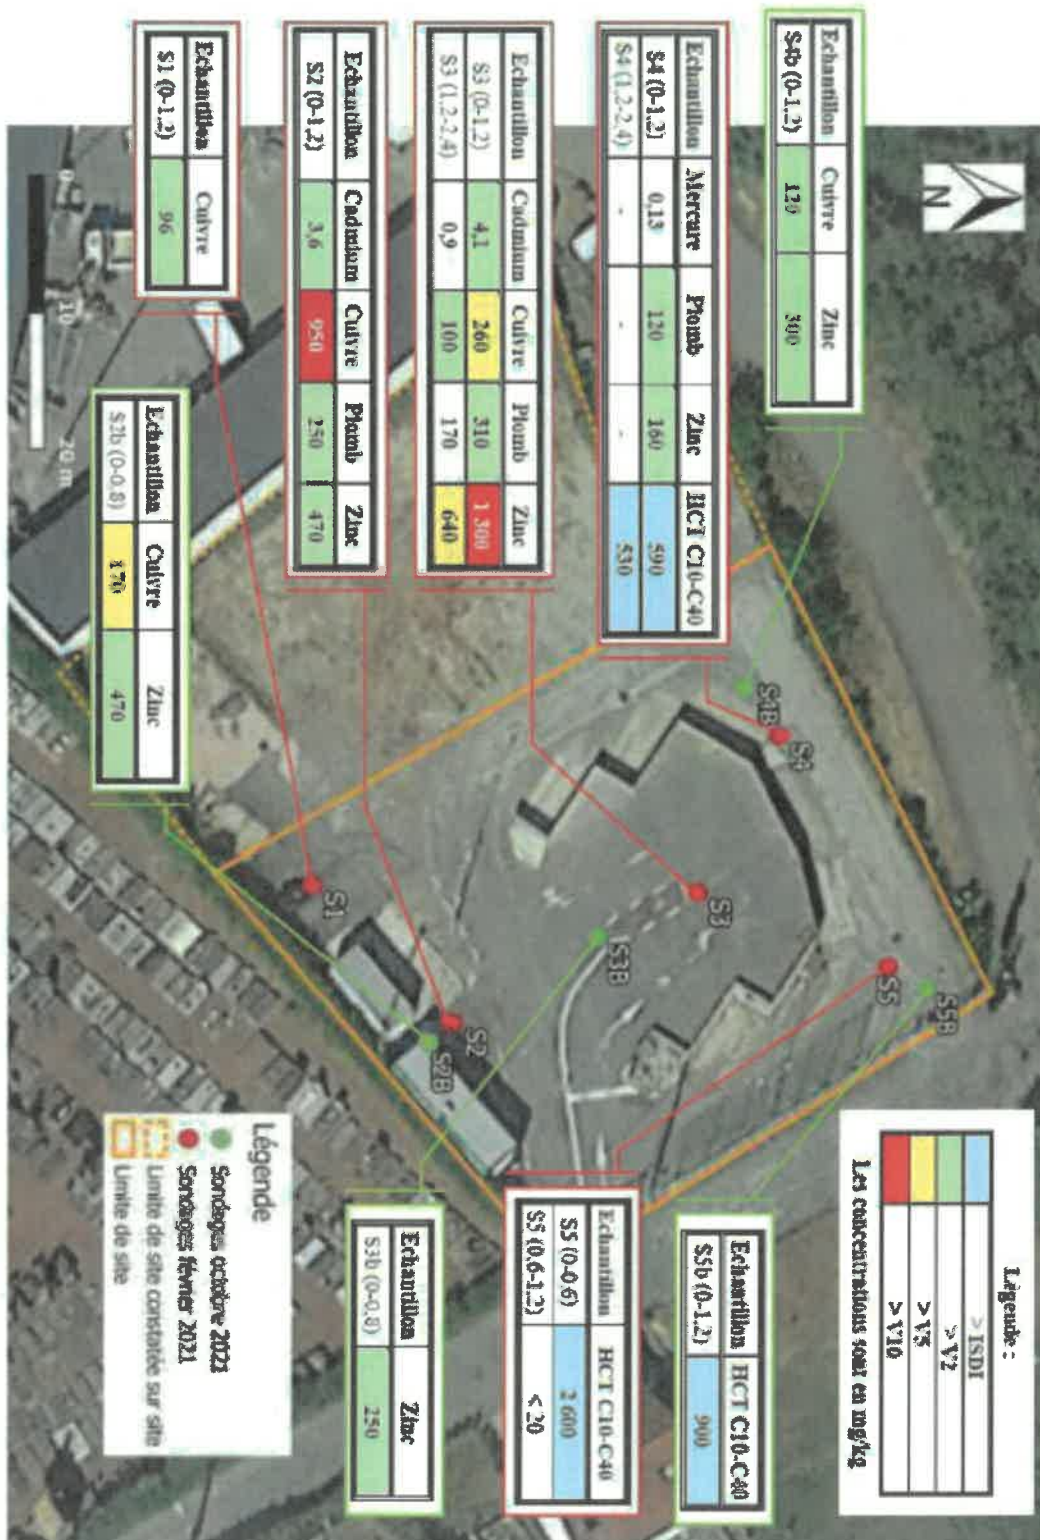 Echantillon Cuivre Zinc
S4b (0-1.2) 120 300
Echantillon Mercure Plomb Zinc HCT C10-C40
S4 (0-1.2) 0,13 120 160 590
S4 (1.2-2.4) - - - 530
Echantillon Cadmium Cuivre Plomb Zinc
S3 (0-1.2) 4,1 260 310 1 300
S3 (1.2-2.4) 0,9 100 170 640
Echantillon Cadmium Cuivre Plomb Zinc
S2 (0-1.2) 3,6 950 250 470
Echantillon Cuivre
S1 (0-1.2) 96
Echantillon Cuivre Zinc
S2b (0-0.8) 170 470
N
0 10 20 m
S4B
S4
S3
S3B
S5
S5B
S1
S2
S2B
Légende :
> ISDI
> V2
> V5
> V10
Les concentrations sont en mg/kg
Echantillon HCT C10-C40
S5b (0-1.2) 900
Echantillon HCT C10-C40
S5 (0-0.6) 2 600
S5 (0.6-1.2) < 20
Echantillon Zinc
S3b (0-0.8) 250
Légende
Sondages octobre 2021
Sondages février 2021
Limite de site constatée sur site
Limite de site